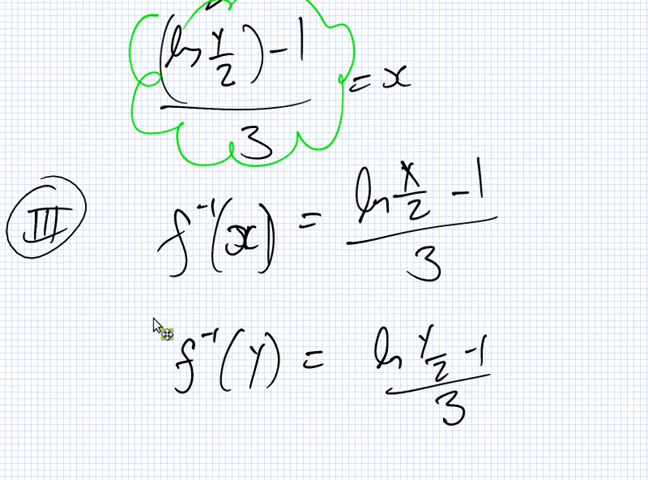 (ln y/2) - 1 / 3 = x
III f⁻¹(x) = ln x/2 - 1 / 3
f⁻¹(y) = ln y/2 - 1 / 3